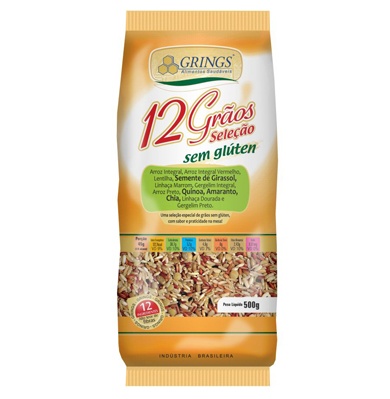 GRINGS
Alimentos Saudáveis
12 Grãos
Seleção
sem glúten
Arroz Integral, Arroz Integral Vermelho,
Lentilha, Semente de Girassol,
Linhaça Marrom, Gergelim Integral,
Arroz Preto, Quinoa, Amaranto,
Chia, Linhaça Dourada e
Gergelim Preto.
Uma seleção especial de grãos sem glúten,
com sabor e praticidade na mesa!
12
Peso Líquido 500g
INDÚSTRIA BRASILEIRA